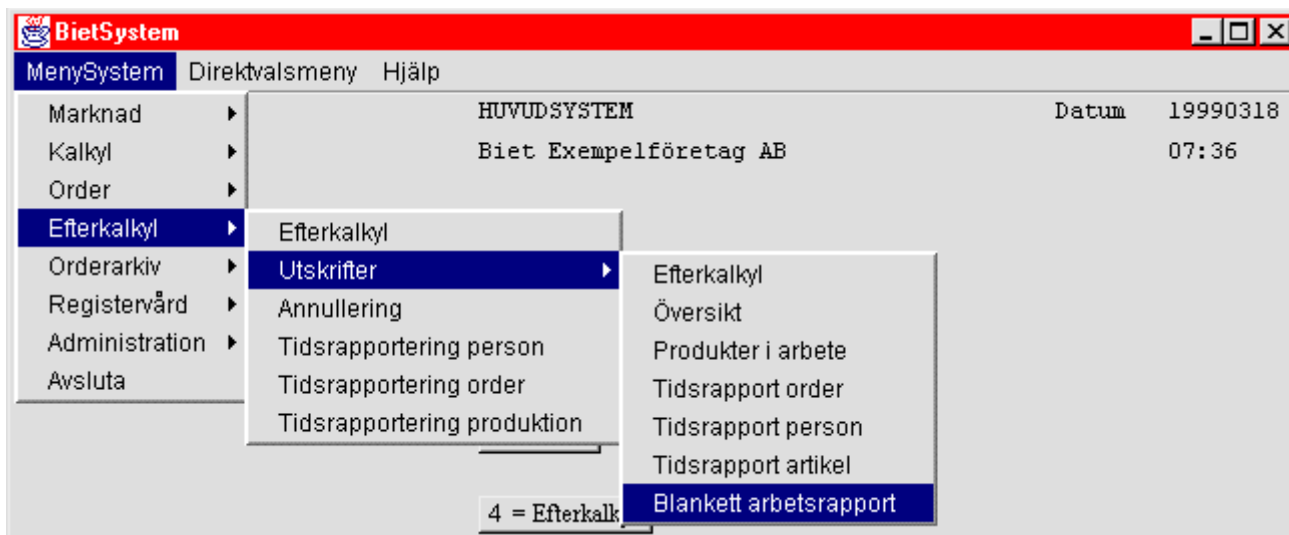 BietSystem
MenySystem Direktvalsmeny Hjälp
HUVUDSYSTEM Datum 19990318
Biet Exempelföretag AB 07:36
Marknad
Kalkyl
Order
Efterkalkyl
Orderarkiv
Registervård
Administration
Avsluta
Efterkalkyl
Utskrifter
Annullering
Tidsrapportering person
Tidsrapportering order
Tidsrapportering produktion
Efterkalkyl
Översikt
Produkter i arbete
Tidsrapport order
Tidsrapport person
Tidsrapport artikel
Blankett arbetsrapport
4 = Efterkalk